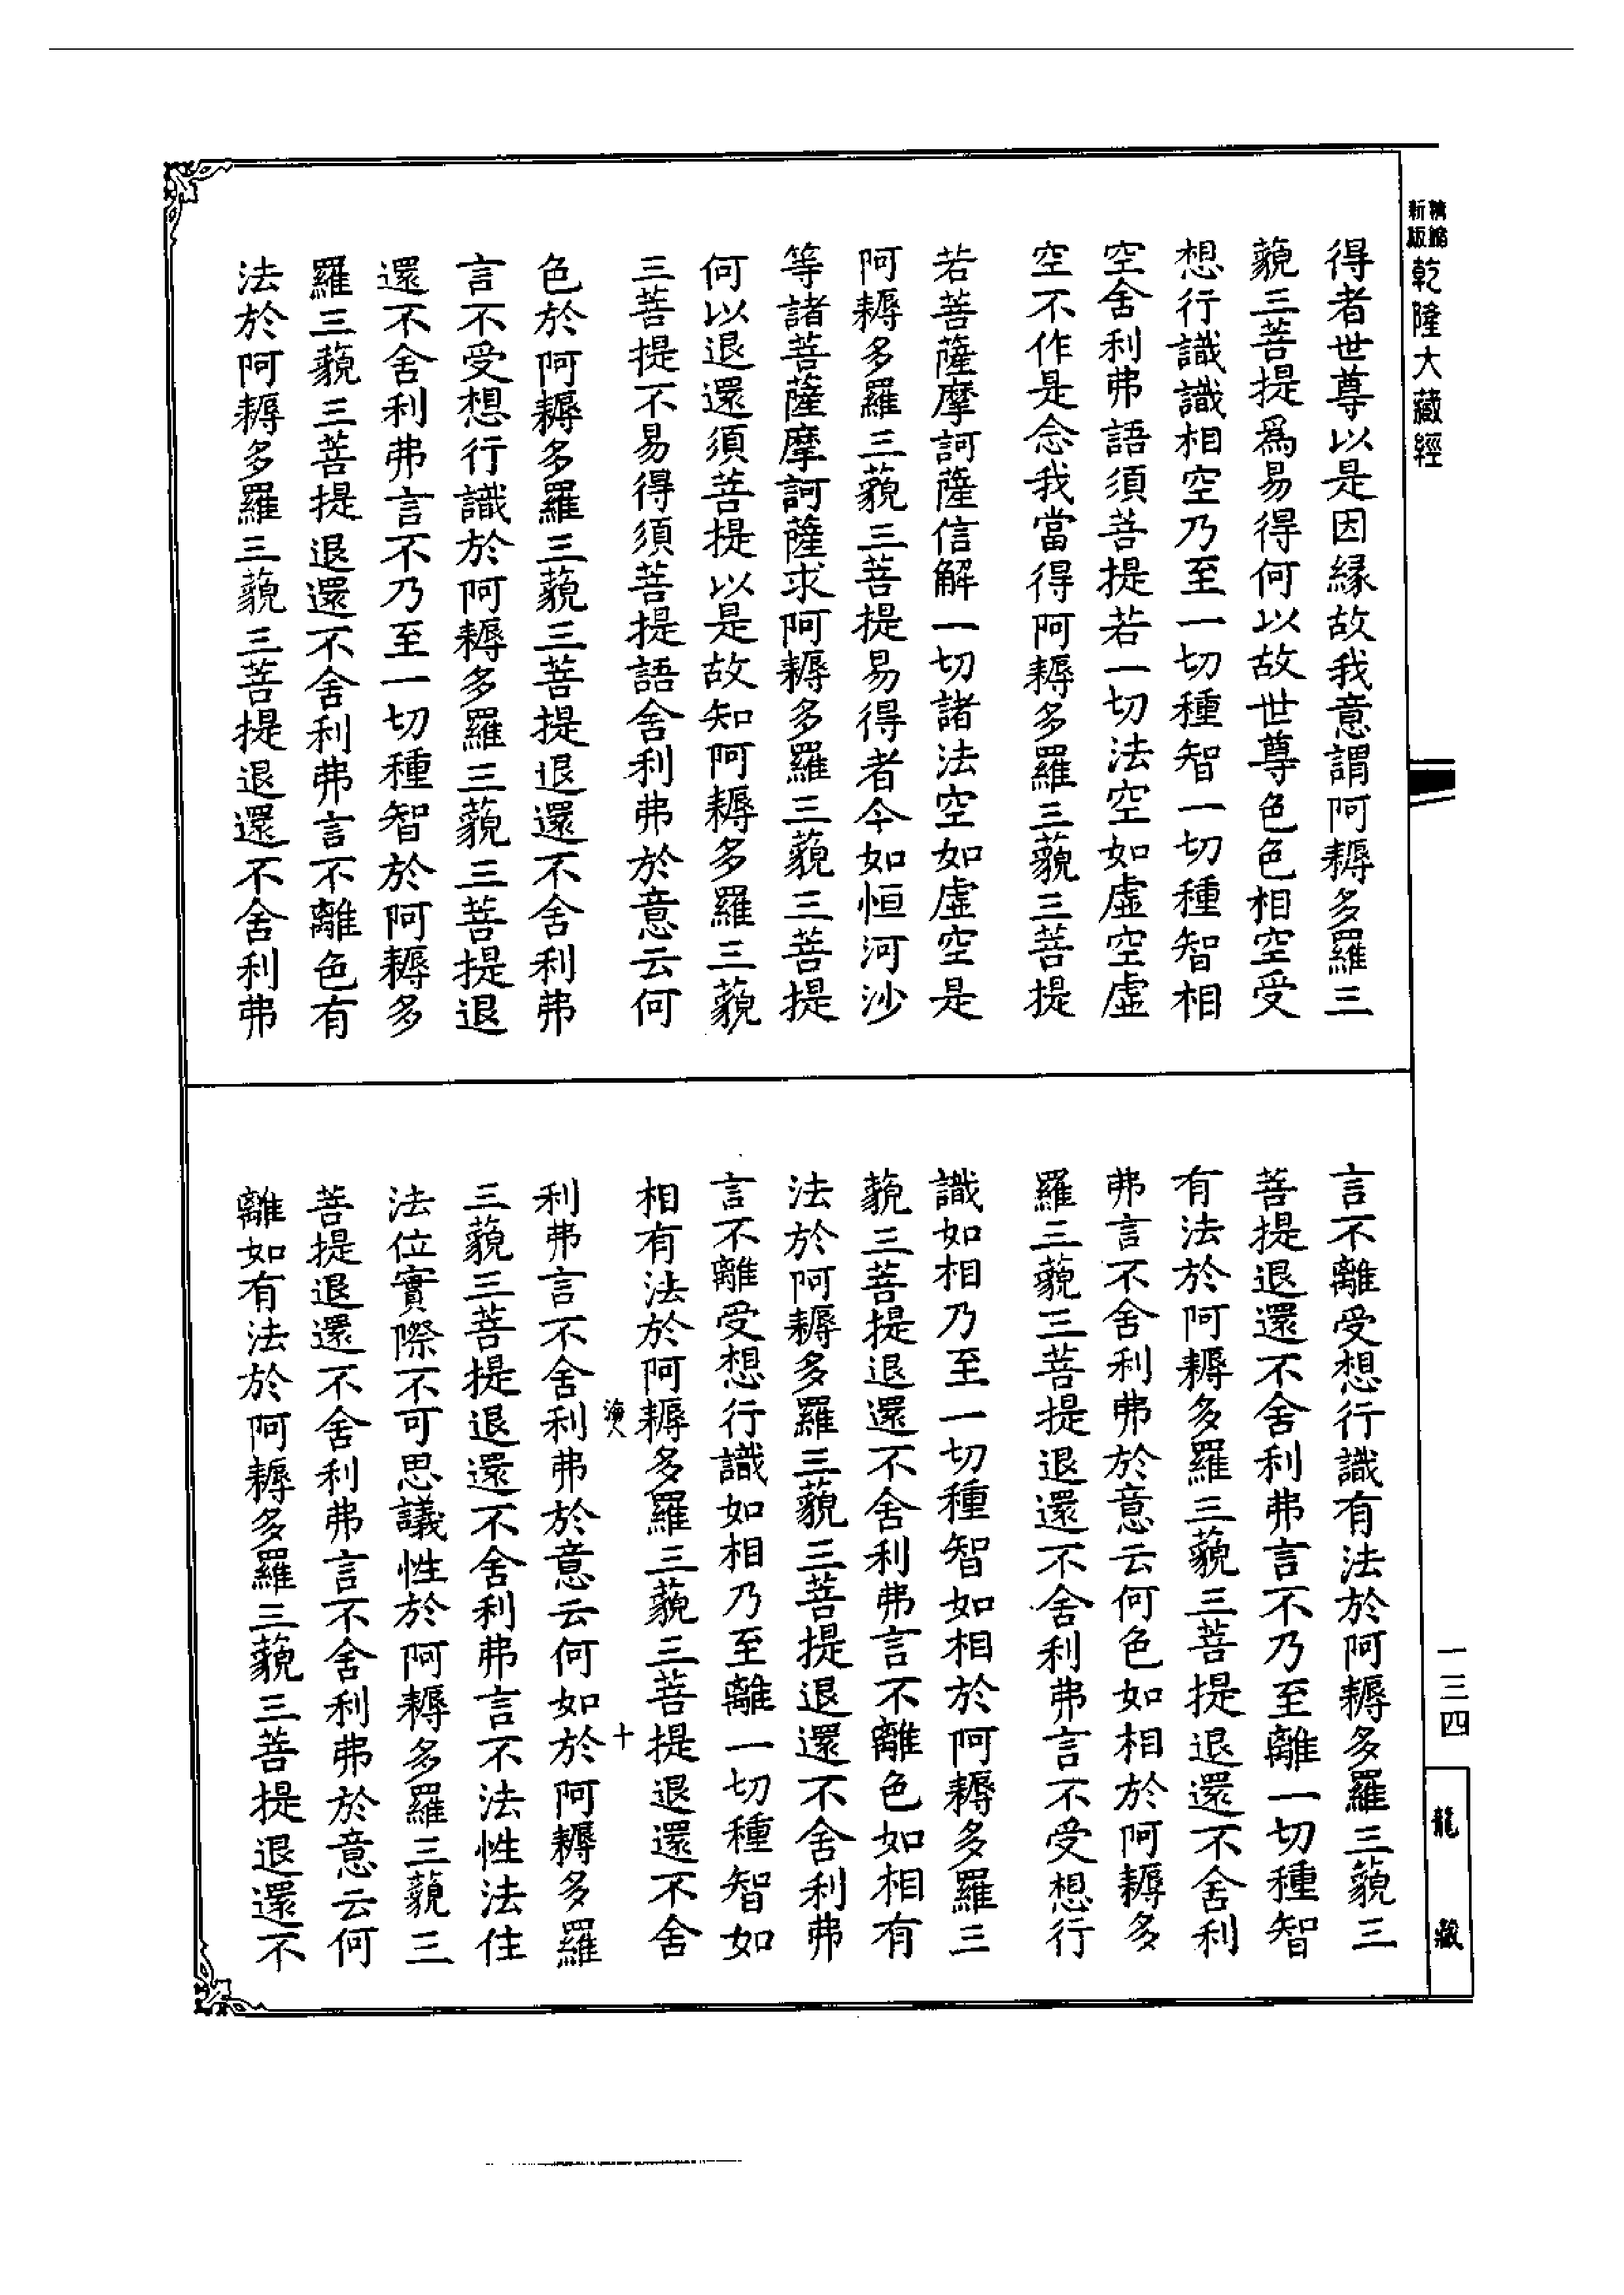 新版
精縮
乾隆大藏經
得者世尊以是因緣故我意謂阿耨多羅三
藐三菩提爲易得何以故世尊色色相空受
想行識識相空乃至一切種智一切種智相
空舍利弗語須菩提若一切法空如虛空虛
空不作是念我當得阿耨多羅三藐三菩提
若菩薩摩訶薩信解一切諸法空如虛空是
阿耨多羅三藐三菩提易得者今如恒河沙
等諸菩薩摩訶薩求阿耨多羅三藐三菩提
何以退還須菩提以是故知阿耨多羅三藐
三菩提不易得須菩提語舍利弗於意云何
色於阿耨多羅三藐三菩提退還不舍利弗
言不受想行識於阿耨多羅三藐三菩提退
還不舍利弗言不乃至一切種智於阿耨多
羅三藐三菩提退還不舍利弗言不離色有
法於阿耨多羅三藐三菩提退還不舍利弗
言不離受想行識有法於阿耨多羅三藐三
菩提退還不舍利弗言不乃至離一切種智
有法於阿耨多羅三藐三菩提退還不舍利
弗言不舍利弗於意云何色如相於阿耨多
羅三藐三菩提退還不舍利弗言不受想行
識如相乃至一切種智如相於阿耨多羅三
藐三菩提退還不舍利弗言不離色如相有
法於阿耨多羅三藐三菩提退還不舍利弗
言不離受想行識如相乃至離一切種智如
相有法於阿耨多羅三藐三菩提退還不舍
十
利弗言不舍利弗於意云何如於阿耨多羅
三藐三菩提退還不舍利弗言不法性法住
法位實際不可思議性於阿耨多羅三藐三
菩提退還不舍利弗言不舍利弗於意云何
離如有法於阿耨多羅三藐三菩提退還不
一三四
龍藏